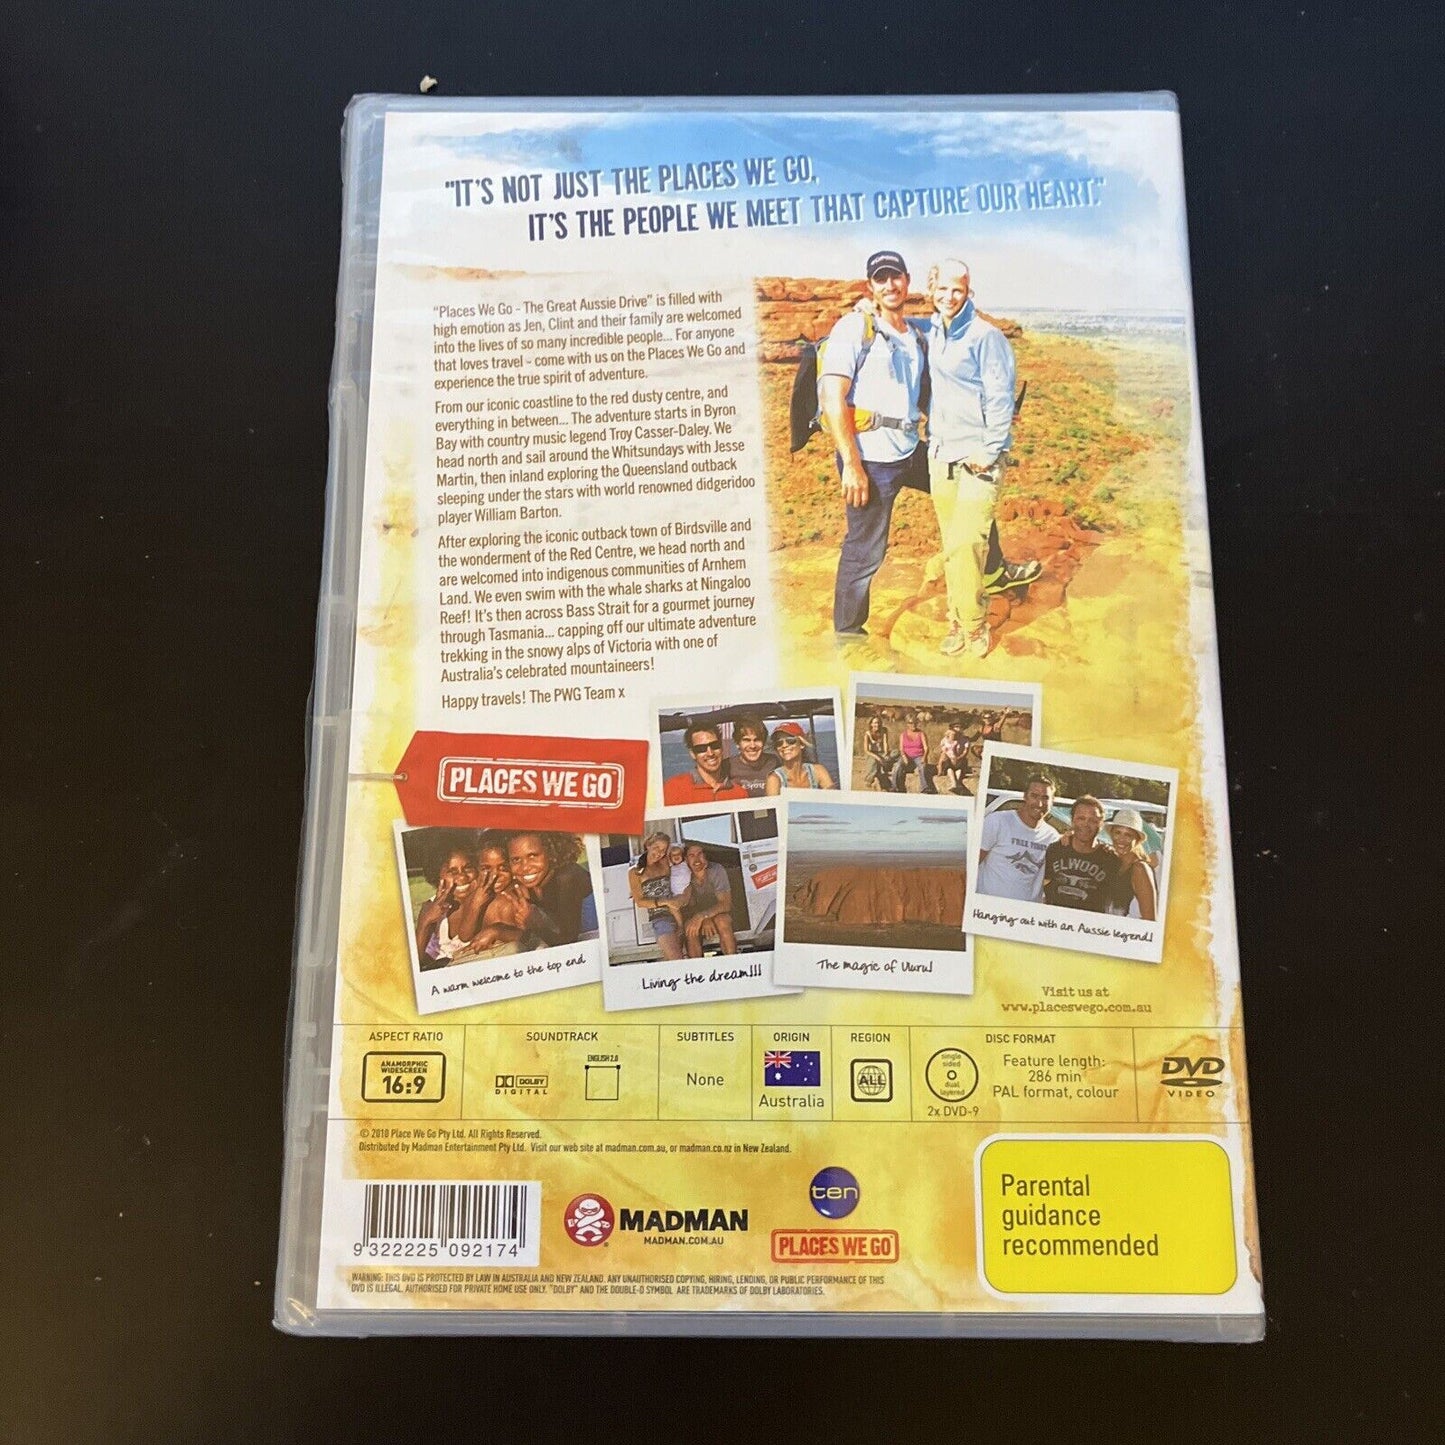 "IT'S NOT JUST THE PLACES WE GO,
IT'S THE PEOPLE WE MEET THAT CAPTURE OUR HEART."
"Places We Go - The Great Aussie Drive" is filled with
high emotion as Jen, Clint and their family are welcomed
into the lives of so many incredible people... For anyone
that loves travel - come with us on the Places We Go and
experience the true spirit of adventure.
From our iconic coastline to the red dusty centre, and
everything in between... The adventure starts in Byron
Bay with country music legend Troy Casser-Daley. We
head north and sail around the Whitsundays with Jesse
Martin, then inland exploring the Queensland outback
sleeping under the stars with world renowned didgeridoo
player William Barton.
After exploring the iconic outback town of Birdsville and
the wonderment of the Red Centre, we head north and
are welcomed into indigenous communities of Arnhem
Land. We even swim with the whale sharks at Ningaloo
Reef! It's then across Bass Strait for a gourmet journey
through Tasmania... capping off our ultimate adventure
trekking in the snowy alps of Victoria with one of
Australia's celebrated mountaineers!
Happy travels! The PWG Team x
PLACES WE GO
ELWOOD
A warm welcome to the top end
Living the dream!!!
The magic of Uluru!
Hanging out with an Aussie legend!
Visit us at
www.placeswego.com.au
ASPECT RATIO
ANAMORPHIC
WIDESCREEN
16:9
SOUNDTRACK
DOLBY
DIGITAL
ENGLISH 2.0
SUBTITLES
None
ORIGIN
Australia
REGION
ALL
DISC FORMAT
single
sided
dual
layered
2x DVD-9
Feature length:
286 min
PAL format, colour
DVD
VIDEO
© 2010 Place We Go Pty Ltd. All Rights Reserved.
Distributed by Madman Entertainment Pty Ltd. Visit our web site at madman.com.au, or madman.co.nz in New Zealand.
9 322225 092174
MADMAN
MADMAN.COM.AU
ten
PLACES WE GO
Parental
guidance
recommended
WARNING: THIS DVD IS PROTECTED BY LAW IN AUSTRALIA AND NEW ZEALAND. ANY UNAUTHORISED COPYING, HIRING, LENDING, OR PUBLIC PERFORMANCE OF THIS
DVD IS ILLEGAL. AUTHORISED FOR PRIVATE HOME USE ONLY. "DOLBY" AND THE DOUBLE-D SYMBOL ARE TRADEMARKS OF DOLBY LABORATORIES.